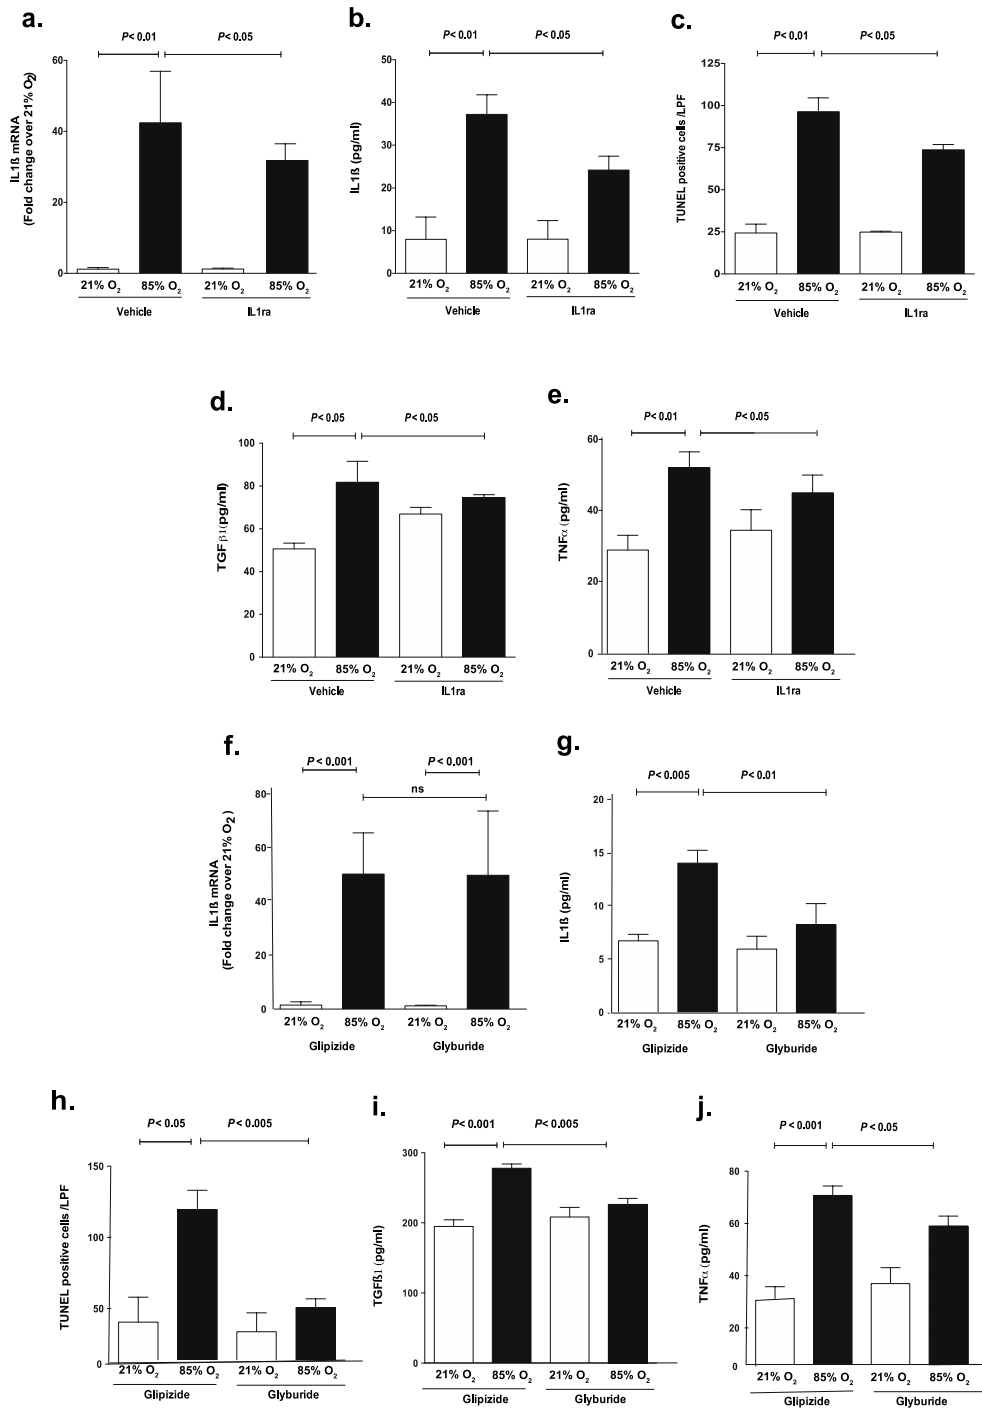 a.
P< 0.01
P< 0.05
IL1ß mRNA
(Fold change over 21% O2)
60
40
20
0
21% O2
85% O2
21% O2
85% O2
Vehicle
IL1ra
b.
P< 0.01
P< 0.05
IL1ß (pg/ml)
50
40
30
20
10
0
21% O2
85% O2
21% O2
85% O2
Vehicle
IL1ra
c.
P< 0.01
P< 0.05
TUNEL positive cells /LPF
125
100
75
50
25
0
21% O2
85% O2
21% O2
85% O2
Vehicle
IL1ra
d.
P< 0.05
P< 0.05
TGF β1(pg/ml)
100
80
60
40
20
0
21% O2
85% O2
21% O2
85% O2
Vehicle
IL1ra
e.
P< 0.01
P< 0.05
TNFα (pg/ml)
60
40
20
0
21% O2
85% O2
21% O2
85% O2
Vehicle
IL1ra
f.
P< 0.001
P< 0.001
ns
IL1ß mRNA
(Fold change over 21% O2)
80
60
40
20
0
21% O2
85% O2
21% O2
85% O2
Glipizide
Glyburide
g.
P< 0.005
P< 0.01
IL1ß (pg/ml)
20
15
10
5
0
21% O2
85% O2
21% O2
85% O2
Glipizide
Glyburide
h.
P< 0.05
P< 0.005
TUNEL positive cells /LPF
150
100
50
0
21% O2
85% O2
21% O2
85% O2
Glipizide
Glyburide
i.
P< 0.001
P< 0.005
TGFß1 (pg/ml)
300
200
100
0
21% O2
85% O2
21% O2
85% O2
Glipizide
Glyburide
j.
P< 0.001
P< 0.05
TNFα (pg/ml)
80
60
40
20
0
21% O2
85% O2
21% O2
85% O2
Glipizide
Glyburide